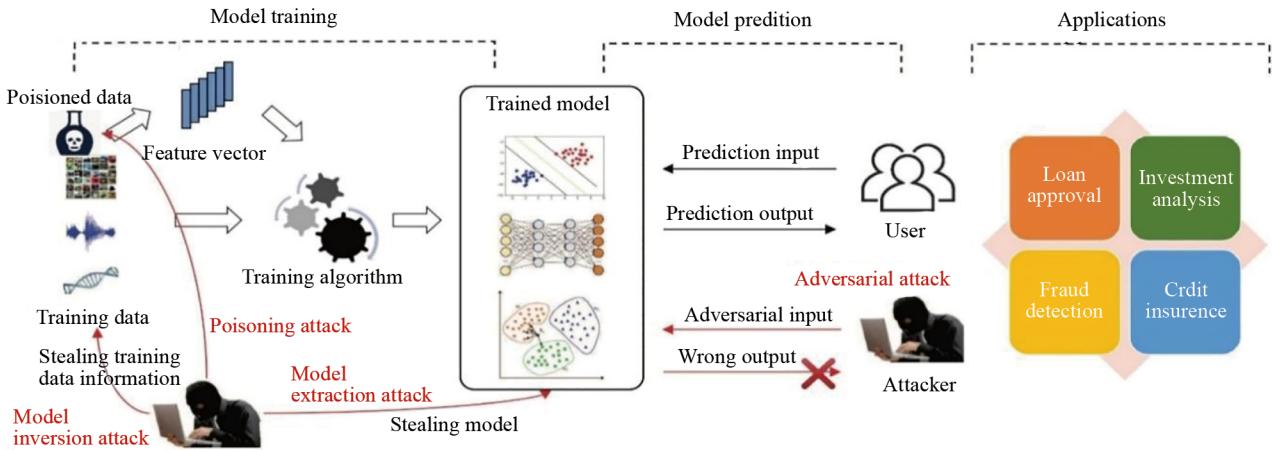 Model training
Model predition
Applications
Poisioned data
Feature vector
Training algorithm
Training data
Trained model
Prediction input
Prediction output
User
Adversarial attack
Adversarial input
Wrong output
Attacker
Poisoning attack
Stealing training
data information
Model
inversion attack
Model
extraction attack
Stealing model
Loan
approval
Investment
analysis
Fraud
detection
Crdit
insurence